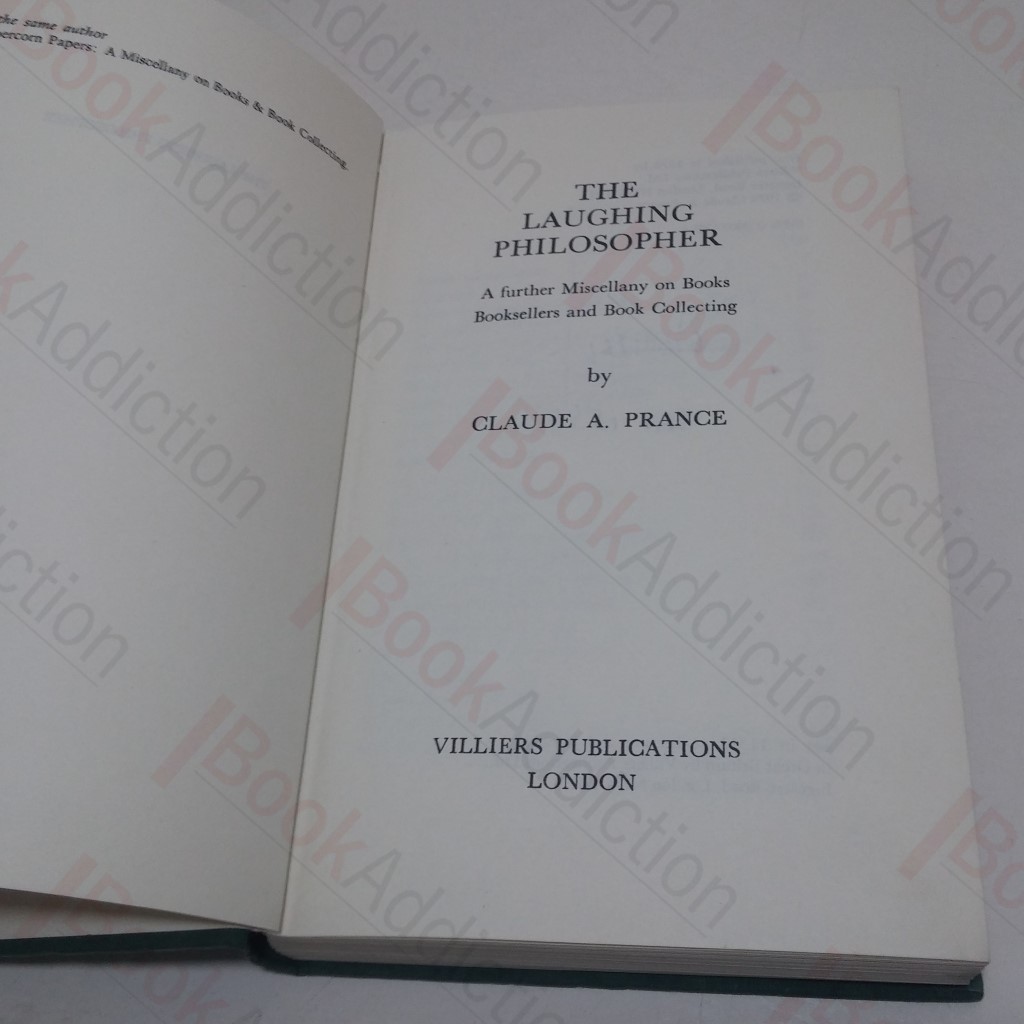 the same author
Papers: A Miscellany on Books & Book Collecting.
THE
LAUGHING
PHILOSOPHER
A further Miscellany on Books
Booksellers and Book Collecting
by
CLAUDE A. PRANCE
VILLIERS PUBLICATIONS
LONDON
BookAddiction